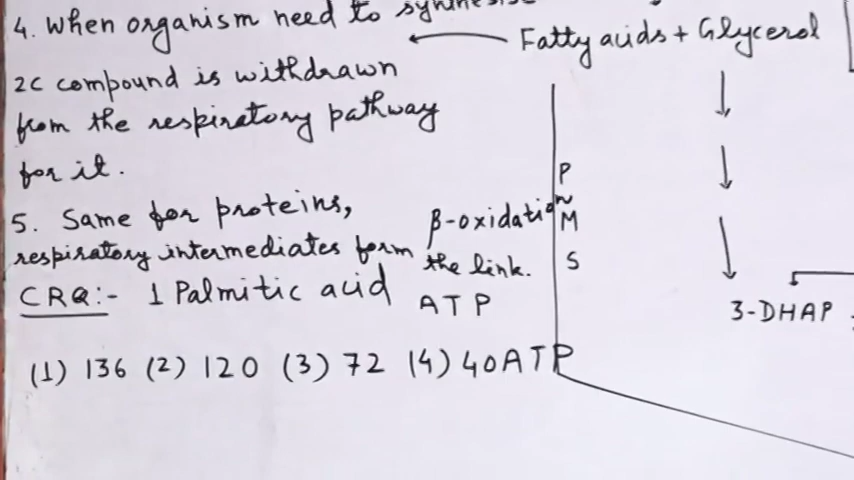 4. When organism need to synthesise
Fatty acids + Glycerol
2C compound is withdrawn
from the respiratory pathway
for it.
5. Same for proteins,
respiratory intermediates form
the link.
β-oxidation
P
M
S
CRQ:- 1 Palmitic acid
ATP
3-DHAP
(1) 136 (2) 120 (3) 72 (4) 40ATP